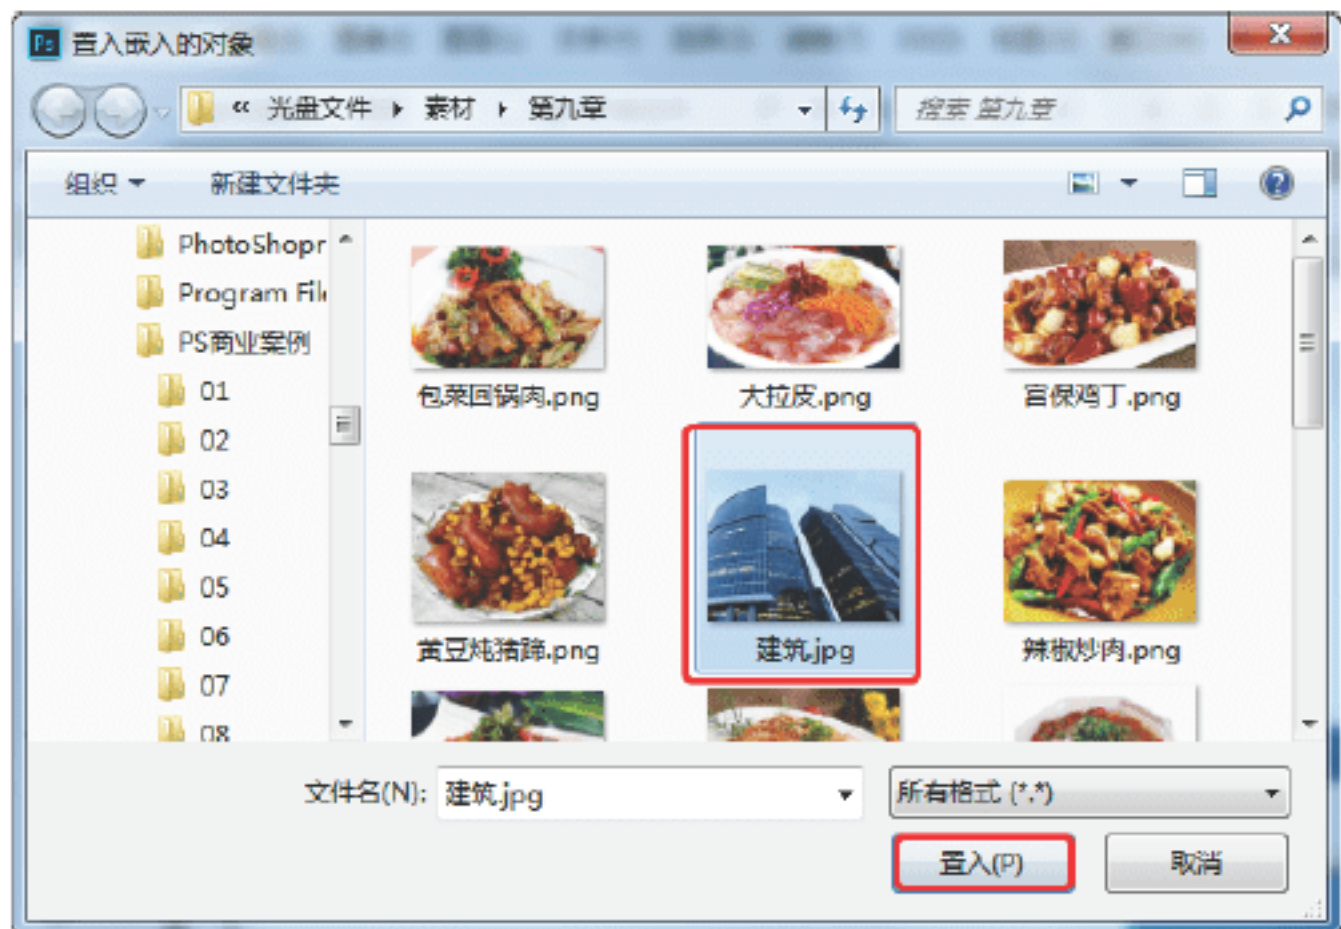 Ps 置入嵌入的对象
« 光盘文件 ▸ 素材 ▸ 第九章
搜索 第九章
组织 新建文件夹
PhotoShopr
Program File
PS商业案例
01
02
03
04
05
06
07
08
包菜回锅肉.png
大拉皮.png
宫保鸡丁.png
黄豆炖猪蹄.png
建筑.jpg
辣椒炒肉.png
文件名(N): 建筑.jpg
所有格式 (*.*)
置入(P)
取消